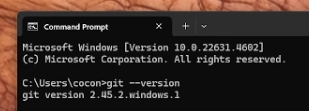 Command Prompt
Microsoft Windows [Version 10.0.22631.4602]
(c) Microsoft Corporation. All rights reserved.
C:\Users\cocon>git --version
git version 2.45.2.windows.1